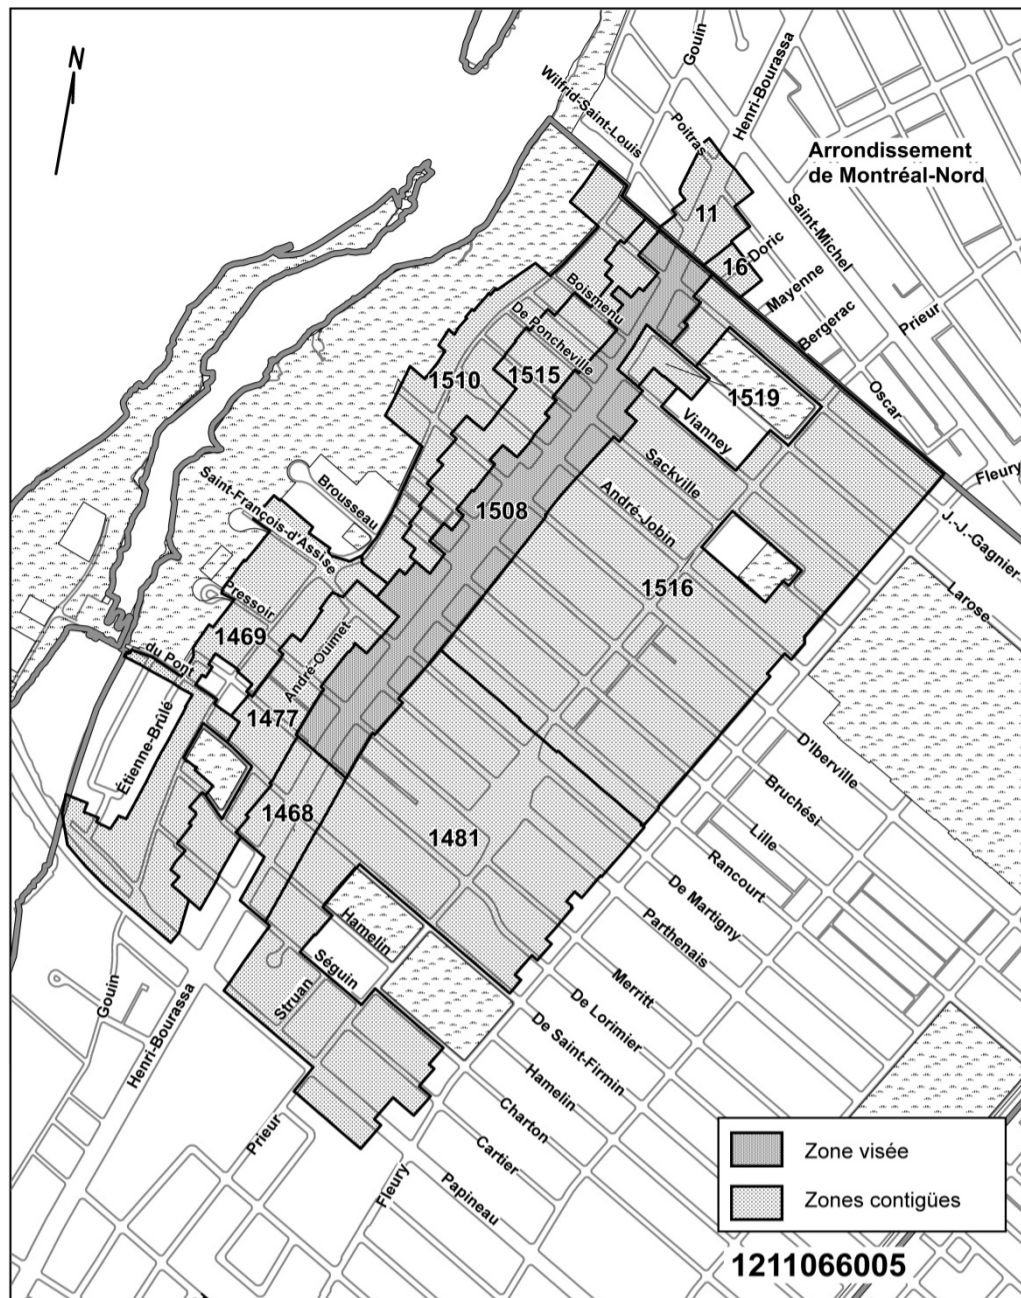 N
Gouin
Henri-Bourassa
Wilfrid-Saint-Louis
Poitras
Arrondissement
de Montréal-Nord
Saint-Michel
11
Doric
16
Mayenne
Bergerac
Prieur
Boismenu
De Poncheville
1510
1515
1519
Oscar
Vianney
Fleury
Sackville
Brousseau
Saint-François-d'Assise
André-Jobin
1508
J.-J.-Gagnier
Larose
1516
Pressoir
1469
André-Ouimet
du Pont
1477
Étienne-Brûlé
D'Iberville
Bruchési
1468
1481
Lille
Rancourt
De Martigny
Parthenais
Hamelin
Séguin
Struan
Merritt
De Lorimier
De Saint-Firmin
Gouin
Henri-Bourassa
Hamelin
Charton
Cartier
Prieur
Fleury
Papineau
Zone visée
Zones contigües
1211066005